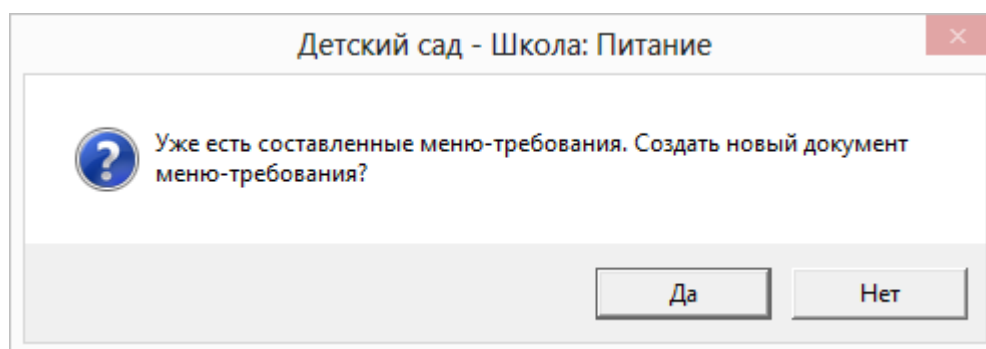 Детский сад - Школа: Питание
Уже есть составленные меню-требования. Создать новый документ
меню-требования?
Да
Нет